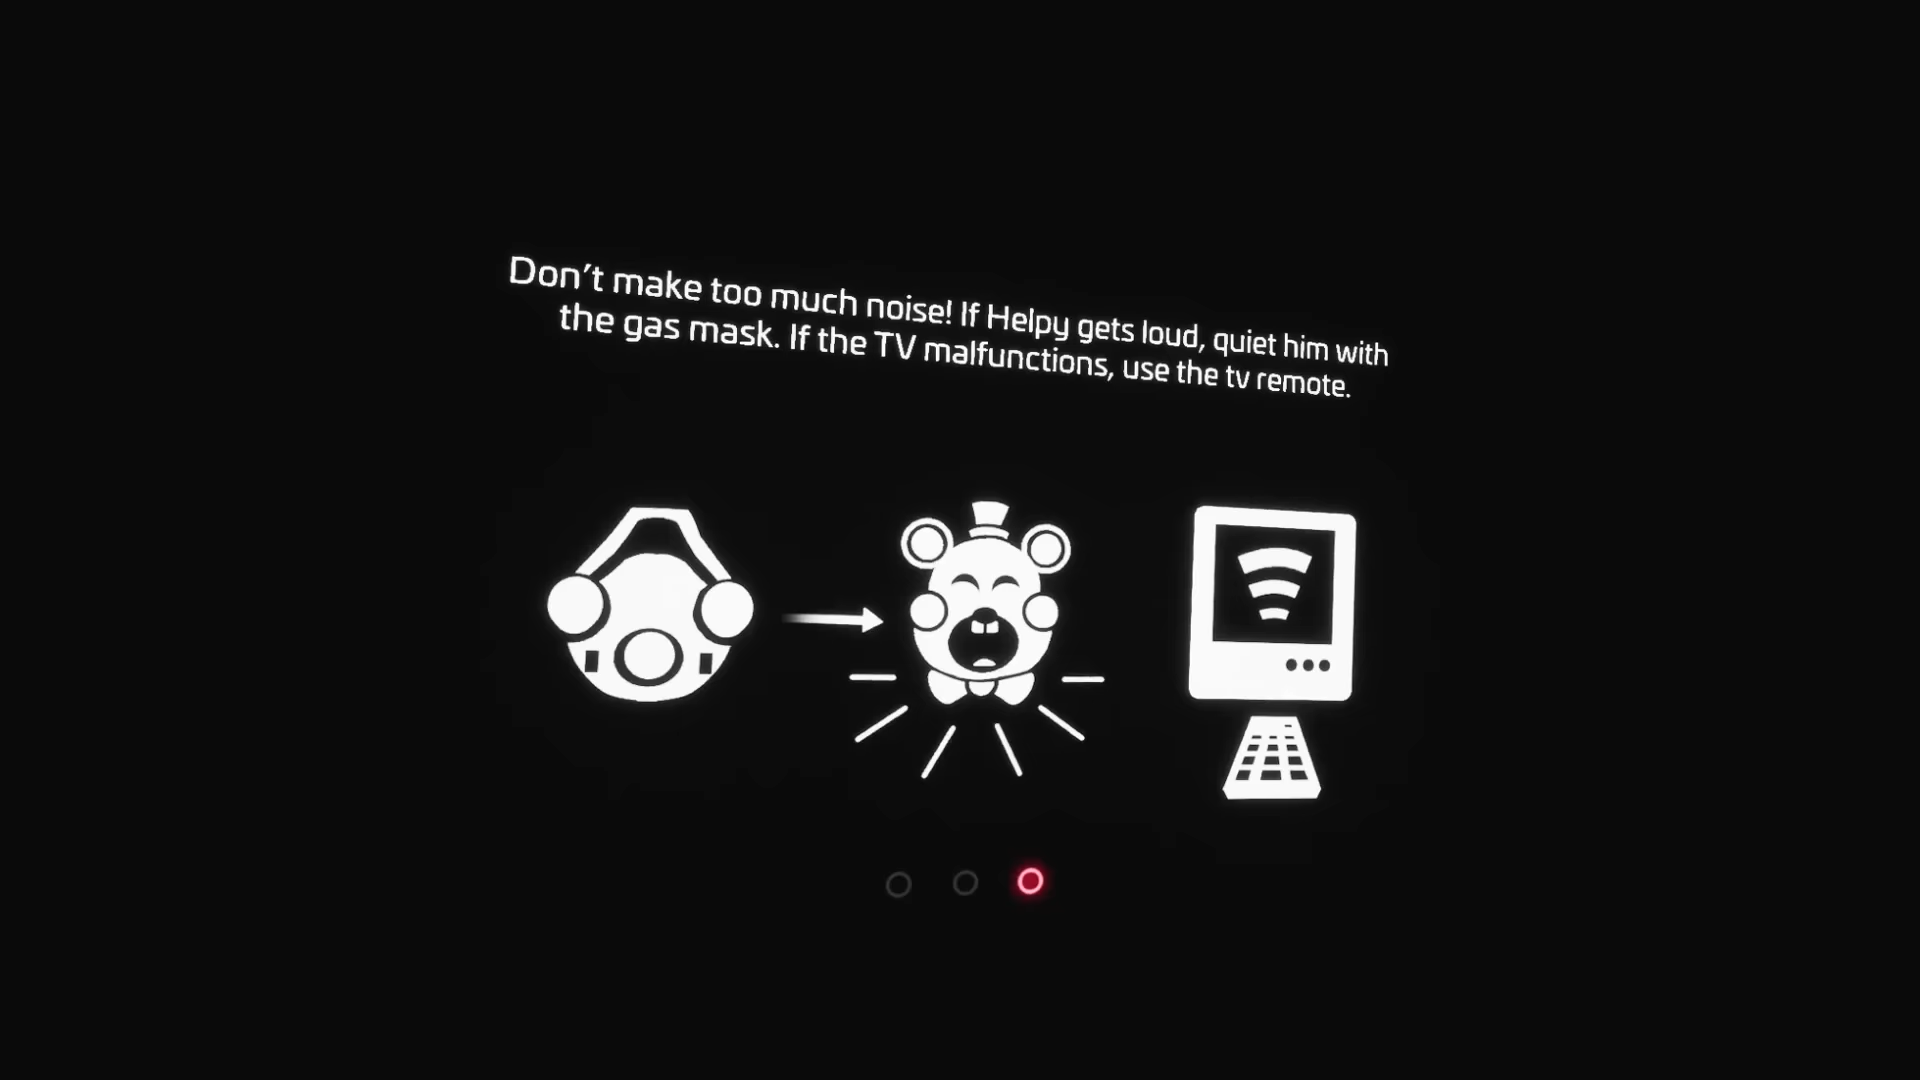 Don't make too much noise! If Helpy gets loud, quiet him with
the gas mask. If the TV malfunctions, use the tv remote.